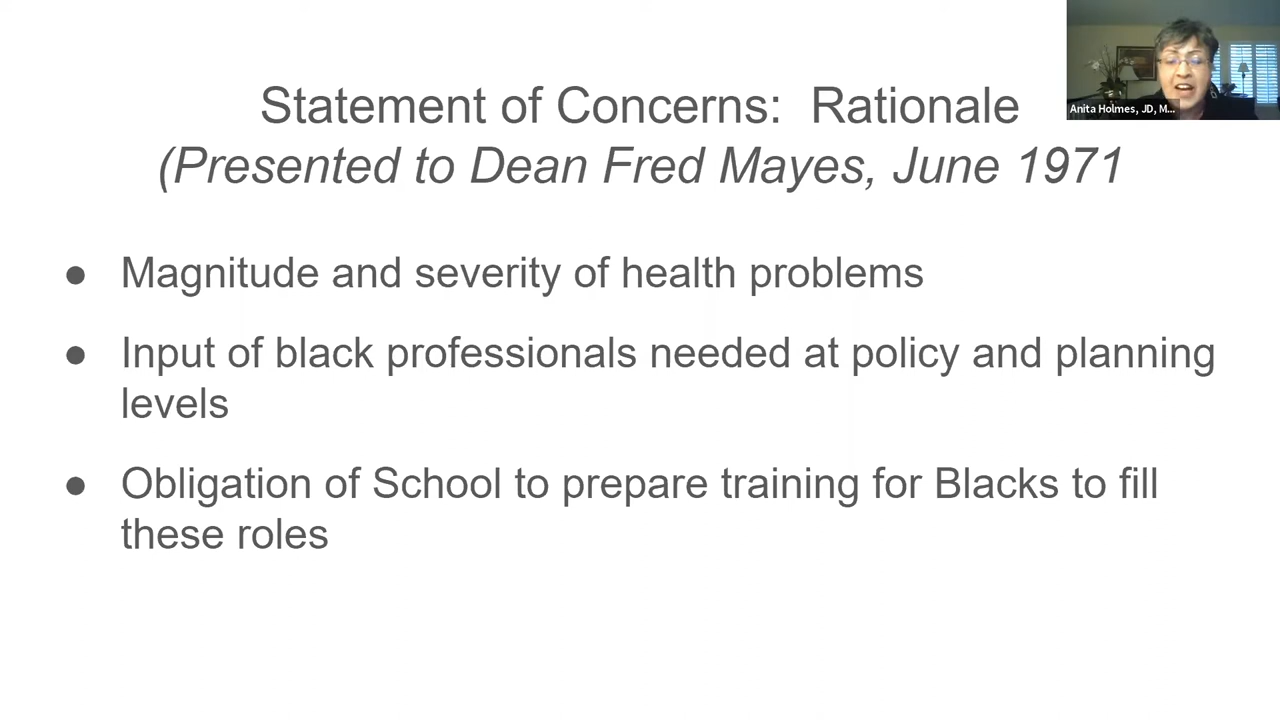 Statement of Concerns:  Rationale
(Presented to Dean Fred Mayes, June 1971
● Magnitude and severity of health problems
● Input of black professionals needed at policy and planning
levels
● Obligation of School to prepare training for Blacks to fill
these roles
Anita Holmes, JD, M...